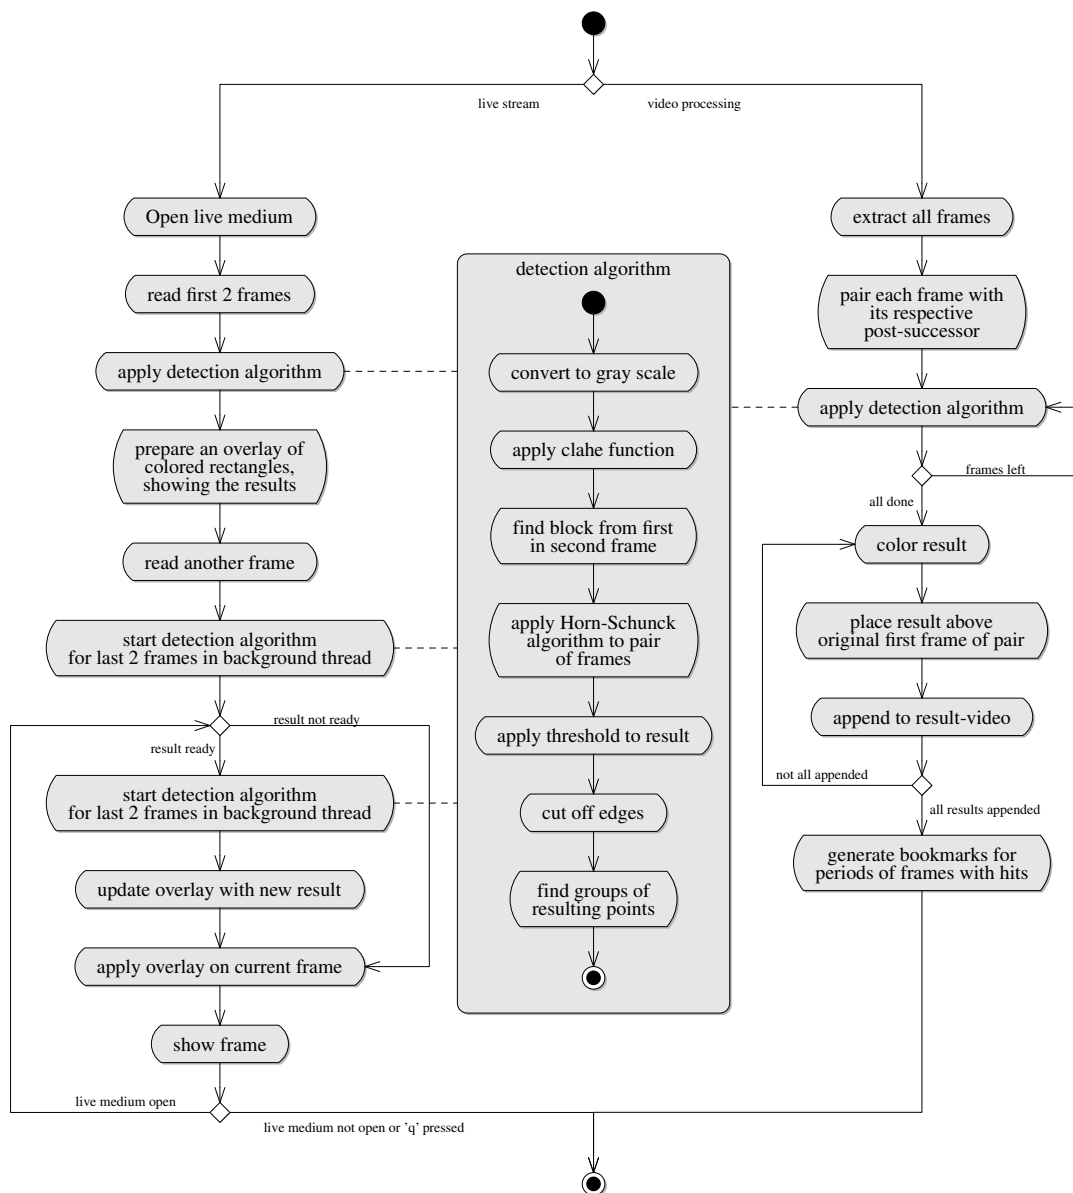 live stream
video processing
Open live medium
read first 2 frames
apply detection algorithm
prepare an overlay of
colored rectangles,
showing the results
read another frame
start detection algorithm
for last 2 frames in background thread
result not ready
result ready
start detection algorithm
for last 2 frames in background thread
update overlay with new result
apply overlay on current frame
show frame
live medium open
live medium not open or 'q' pressed
detection algorithm
convert to gray scale
apply clahe function
find block from first
in second frame
apply Horn-Schunck
algorithm to pair
of frames
apply threshold to result
cut off edges
find groups of
resulting points
extract all frames
pair each frame with
its respective
post-successor
apply detection algorithm
frames left
all done
color result
place result above
original first frame of pair
append to result-video
not all appended
all results appended
generate bookmarks for
periods of frames with hits